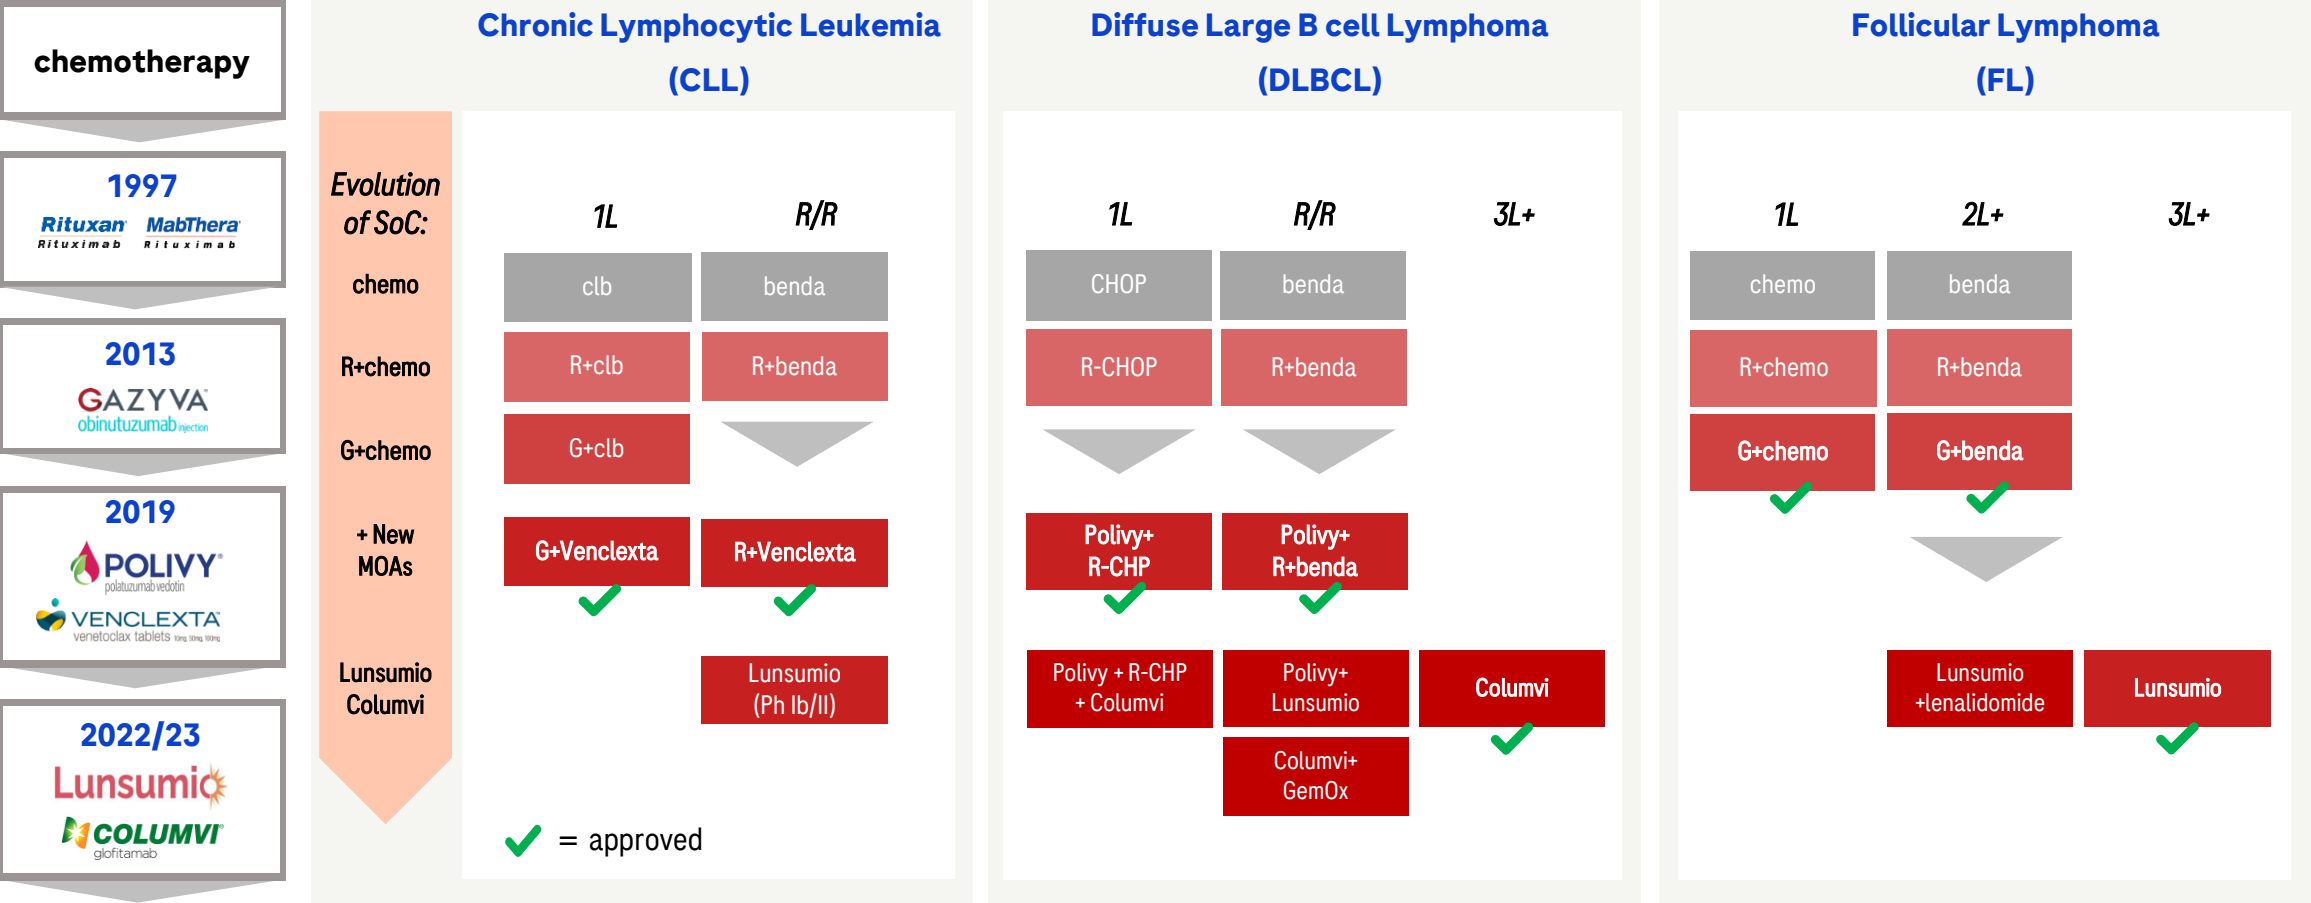 chemotherapy
1997
Rituxan MabThera
Rituximab Rituximab
2013
GAZYVA
obinutuzumab injection
2019
POLIVY®
polatuzumab vedotin
VENCLEXTA
venetoclax tablets 10mg, 50mg, 100mg
2022/23
Lunsumio
COLUMVI
glofitamab
Evolution
of SoC:
chemo
R+chemo
G+chemo
+ New
MOAs
Lunsumio
Columvi
Chronic Lymphocytic Leukemia
(CLL)
1L R/R
clb benda
R+clb R+benda
G+clb
G+Venclexta R+Venclexta
Lunsumio
(Ph Ib/II)
= approved
Diffuse Large B cell Lymphoma
(DLBCL)
1L R/R 3L+
CHOP benda
R-CHOP R+benda
Polivy+
R-CHP
Polivy+
R+benda
Polivy + R-CHP
+ Columvi
Polivy+
Lunsumio
Columvi
Columvi+
GemOx
Follicular Lymphoma
(FL)
1L 2L+ 3L+
chemo benda
R+chemo R+benda
G+chemo G+benda
Lunsumio
+lenalidomide
Lunsumio